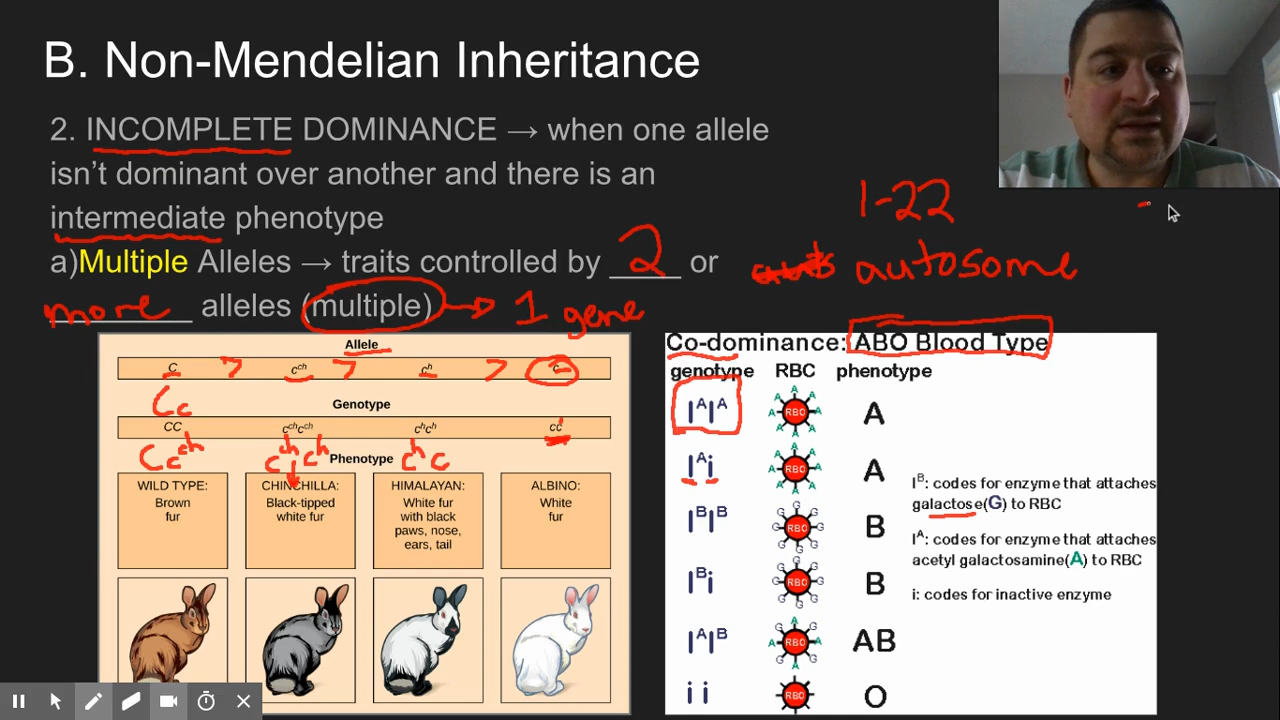 B. Non-Mendelian Inheritance
2. INCOMPLETE DOMINANCE → when one allele
isn't dominant over another and there is an
intermediate phenotype
1-22
a)Multiple Alleles → traits controlled by 2 or
autosome
more alleles (multiple) → 1 gene
Allele
C > c^ch > c^h > c
Cc
Genotype
CC c^chc^ch c^hc^h cc
Cc^ch c^ch c^ch c^h c
Phenotype
WILD TYPE:
Brown
fur
CHINCHILLA:
Black-tipped
white fur
HIMALAYAN:
White fur
with black
paws, nose,
ears, tail
ALBINO:
White
fur
Co-dominance: ABO Blood Type
genotype RBC phenotype
I^AI^A A A A A A A A A RBC A
I^Ai A A A A A A A A RBC A
I^BI^B G G G G G G G G RBC B
I^Bi G G G G G G G G RBC B
I^AI^B A G A G A G A G RBC AB
i i RBC O
I^B: codes for enzyme that attaches
galactose(G) to RBC
I^A: codes for enzyme that attaches
acetyl galactosamine(A) to RBC
i: codes for inactive enzyme